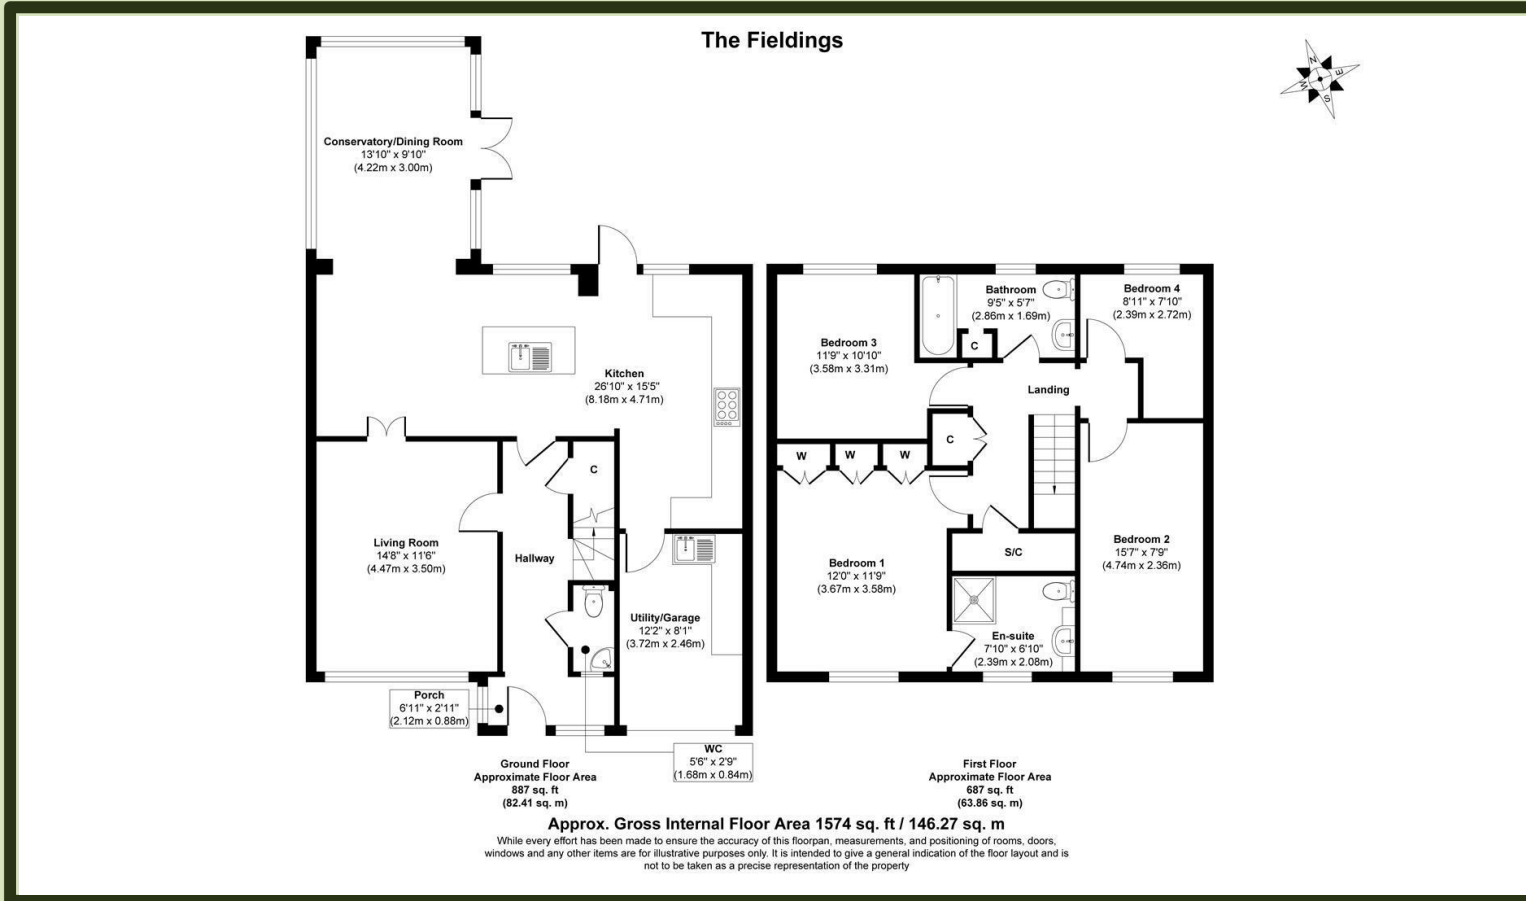 The Fieldings
N
E
S
W
Conservatory/Dining Room
13'10" x 9'10"
(4.22m x 3.00m)
Kitchen
26'10" x 15'5"
(8.18m x 4.71m)
C
Living Room
14'8" x 11'6"
(4.47m x 3.50m)
Hallway
Utility/Garage
12'2" x 8'1"
(3.72m x 2.46m)
Porch
6'11" x 2'11"
(2.12m x 0.88m)
WC
5'6" x 2'9"
(1.68m x 0.84m)
Ground Floor
Approximate Floor Area
887 sq. ft
(82.41 sq. m)
Bathroom
9'5" x 5'7"
(2.86m x 1.69m)
Bedroom 4
8'11" x 7'10"
(2.39m x 2.72m)
C
Bedroom 3
11'9" x 10'10"
(3.58m x 3.31m)
Landing
C
W
W
W
Bedroom 2
15'7" x 7'9"
(4.74m x 2.36m)
S/C
Bedroom 1
12'0" x 11'9"
(3.67m x 3.58m)
En-suite
7'10" x 6'10"
(2.39m x 2.08m)
First Floor
Approximate Floor Area
687 sq. ft
(63.86 sq. m)
Approx. Gross Internal Floor Area 1574 sq. ft / 146.27 sq. m
While every effort has been made to ensure the accuracy of this floorpan, measurements, and positioning of rooms, doors,
windows and any other items are for illustrative purposes only. It is intended to give a general indication of the floor layout and is
not to be taken as a precise representation of the property